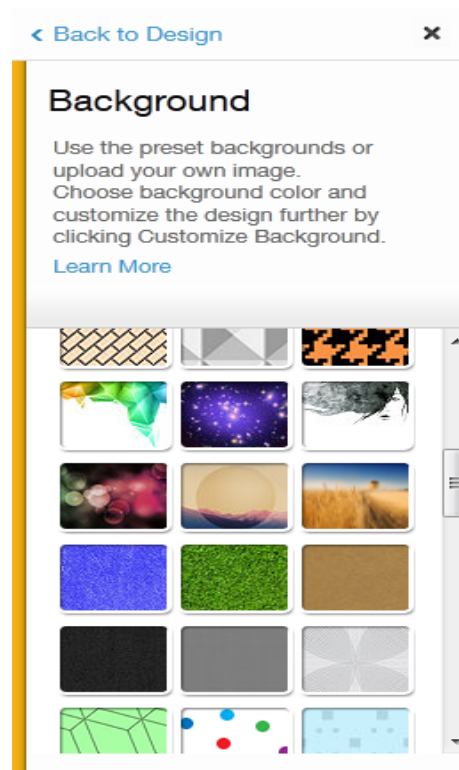 Back to Design
Background
Use the preset backgrounds or
upload your own image.
Choose background color and
customize the design further by
clicking Customize Background.
Learn More